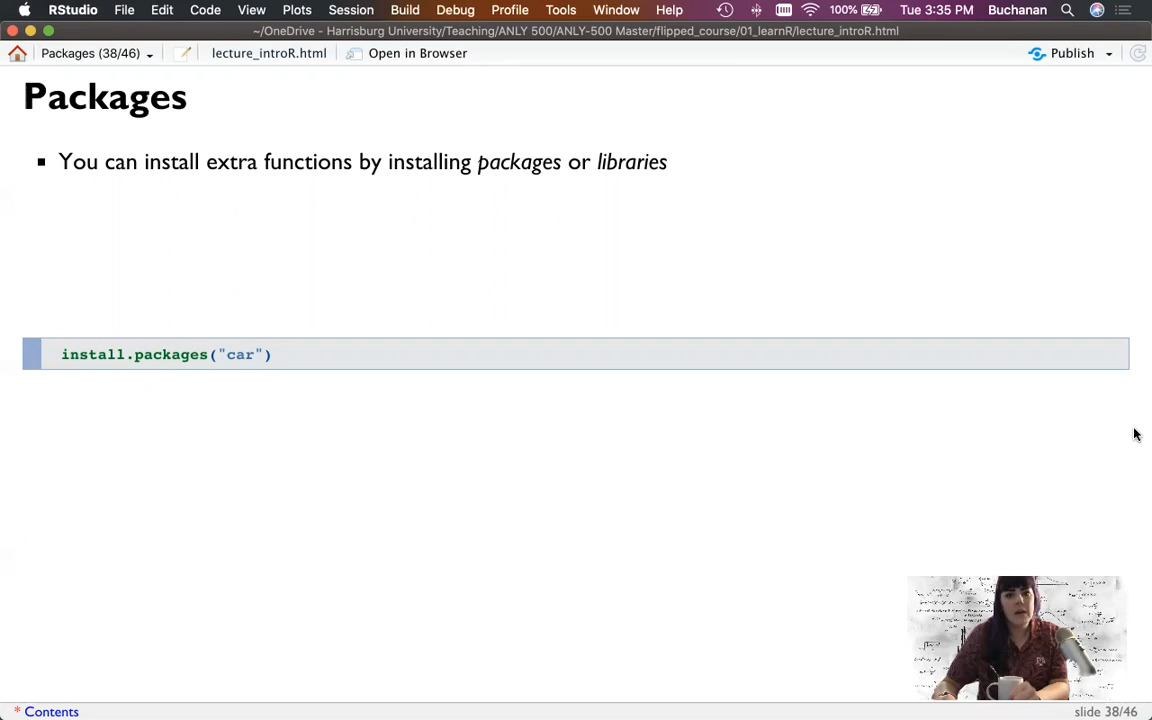 RStudio File Edit Code View Plots Session Build Debug Profile Tools Window Help 100% Tue 3:35 PM Buchanan
~/OneDrive - Harrisburg University/Teaching/ANLY 500/ANLY-500 Master/flipped_course/01_learnR/lecture_introR.html
Packages (38/46) lecture_introR.html Open in Browser Publish
Packages
You can install extra functions by installing packages or libraries
install.packages("car")
* Contents slide 38/46